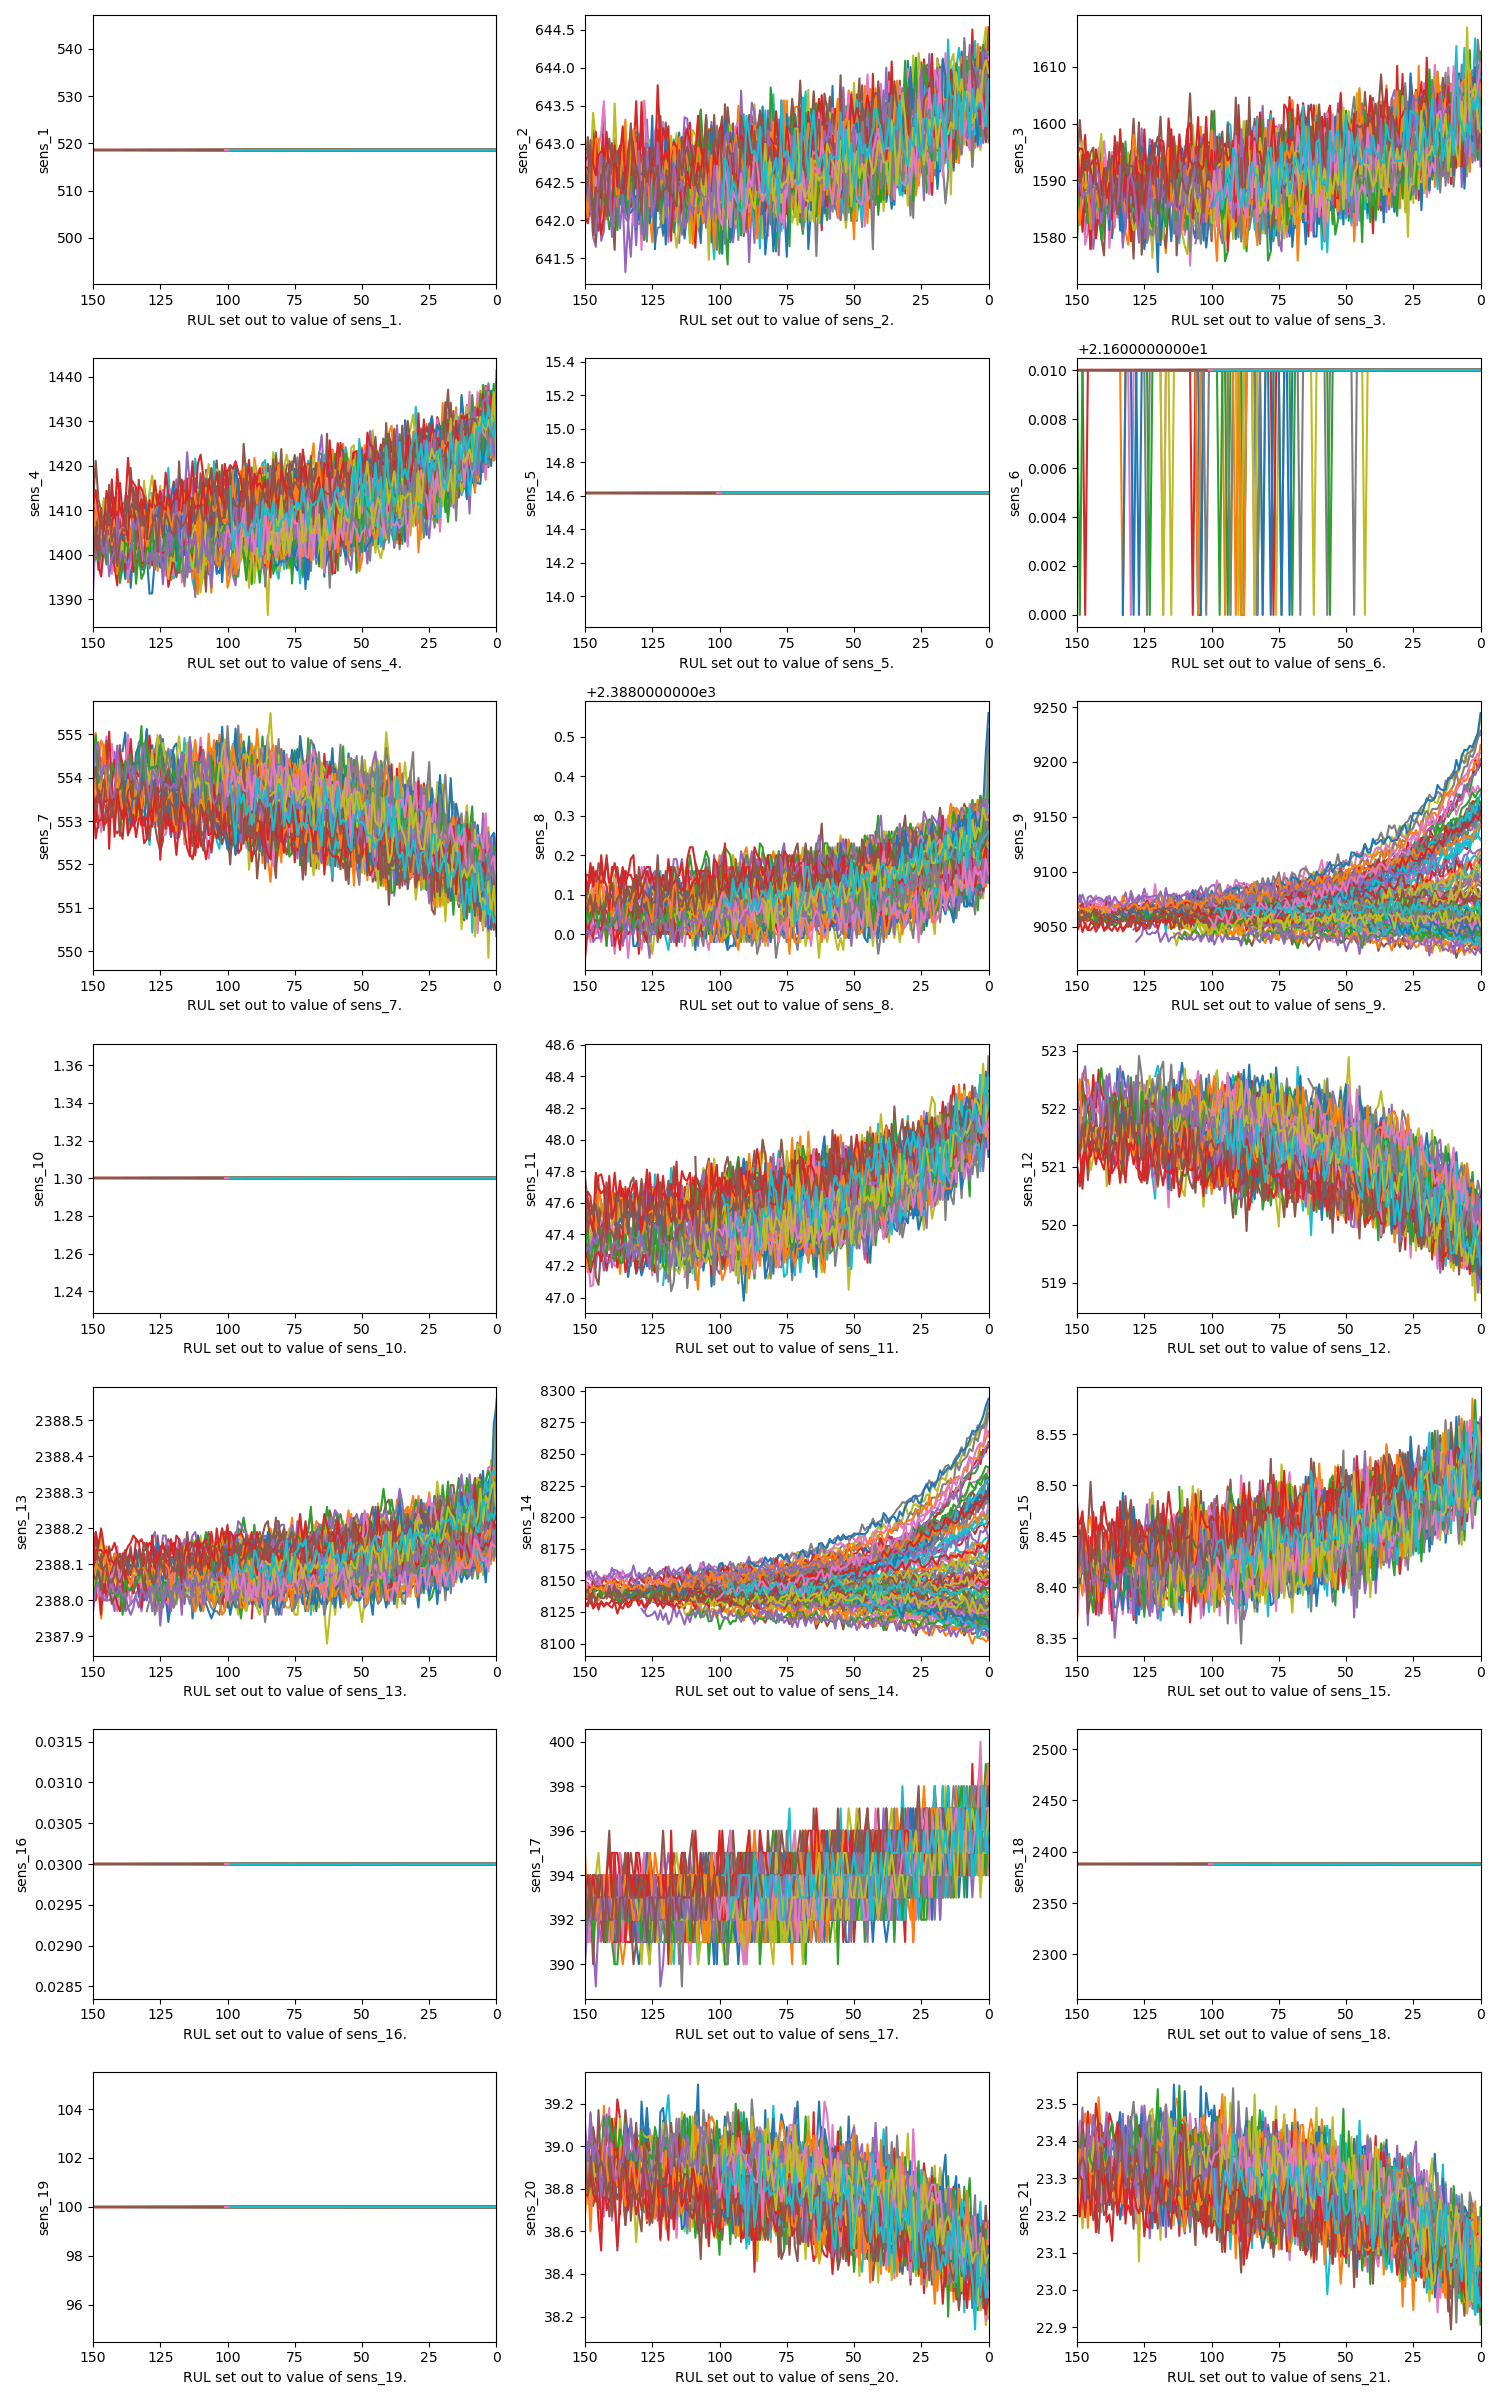 540
530
520
510
500
sens_1
150 125 100 75 50 25 0
RUL set out to value of sens_1.
644.5
644.0
643.5
643.0
642.5
642.0
641.5
sens_2
150 125 100 75 50 25 0
RUL set out to value of sens_2.
1610
1600
1590
1580
sens_3
150 125 100 75 50 25 0
RUL set out to value of sens_3.
1440
1430
1420
1410
1400
1390
sens_4
150 125 100 75 50 25 0
RUL set out to value of sens_4.
15.4
15.2
15.0
14.8
14.6
14.4
14.2
14.0
sens_5
150 125 100 75 50 25 0
RUL set out to value of sens_5.
+2.1600000000e1
0.010
0.008
0.006
0.004
0.002
0.000
sens_6
150 125 100 75 50 25 0
RUL set out to value of sens_6.
555
554
553
552
551
550
sens_7
150 125 100 75 50 25 0
RUL set out to value of sens_7.
+2.3880000000e3
0.5
0.4
0.3
0.2
0.1
0.0
sens_8
150 125 100 75 50 25 0
RUL set out to value of sens_8.
9250
9200
9150
9100
9050
sens_9
150 125 100 75 50 25 0
RUL set out to value of sens_9.
1.36
1.34
1.32
1.30
1.28
1.26
1.24
sens_10
150 125 100 75 50 25 0
RUL set out to value of sens_10.
48.6
48.4
48.2
48.0
47.8
47.6
47.4
47.2
47.0
sens_11
150 125 100 75 50 25 0
RUL set out to value of sens_11.
523
522
521
520
519
sens_12
150 125 100 75 50 25 0
RUL set out to value of sens_12.
2388.5
2388.4
2388.3
2388.2
2388.1
2388.0
2387.9
sens_13
150 125 100 75 50 25 0
RUL set out to value of sens_13.
8300
8275
8250
8225
8200
8175
8150
8125
8100
sens_14
150 125 100 75 50 25 0
RUL set out to value of sens_14.
8.55
8.50
8.45
8.40
8.35
sens_15
150 125 100 75 50 25 0
RUL set out to value of sens_15.
0.0315
0.0310
0.0305
0.0300
0.0295
0.0290
0.0285
sens_16
150 125 100 75 50 25 0
RUL set out to value of sens_16.
400
398
396
394
392
390
sens_17
150 125 100 75 50 25 0
RUL set out to value of sens_17.
2500
2450
2400
2350
2300
sens_18
150 125 100 75 50 25 0
RUL set out to value of sens_18.
104
102
100
98
96
sens_19
150 125 100 75 50 25 0
RUL set out to value of sens_19.
39.2
39.0
38.8
38.6
38.4
38.2
sens_20
150 125 100 75 50 25 0
RUL set out to value of sens_20.
23.5
23.4
23.3
23.2
23.1
23.0
22.9
sens_21
150 125 100 75 50 25 0
RUL set out to value of sens_21.